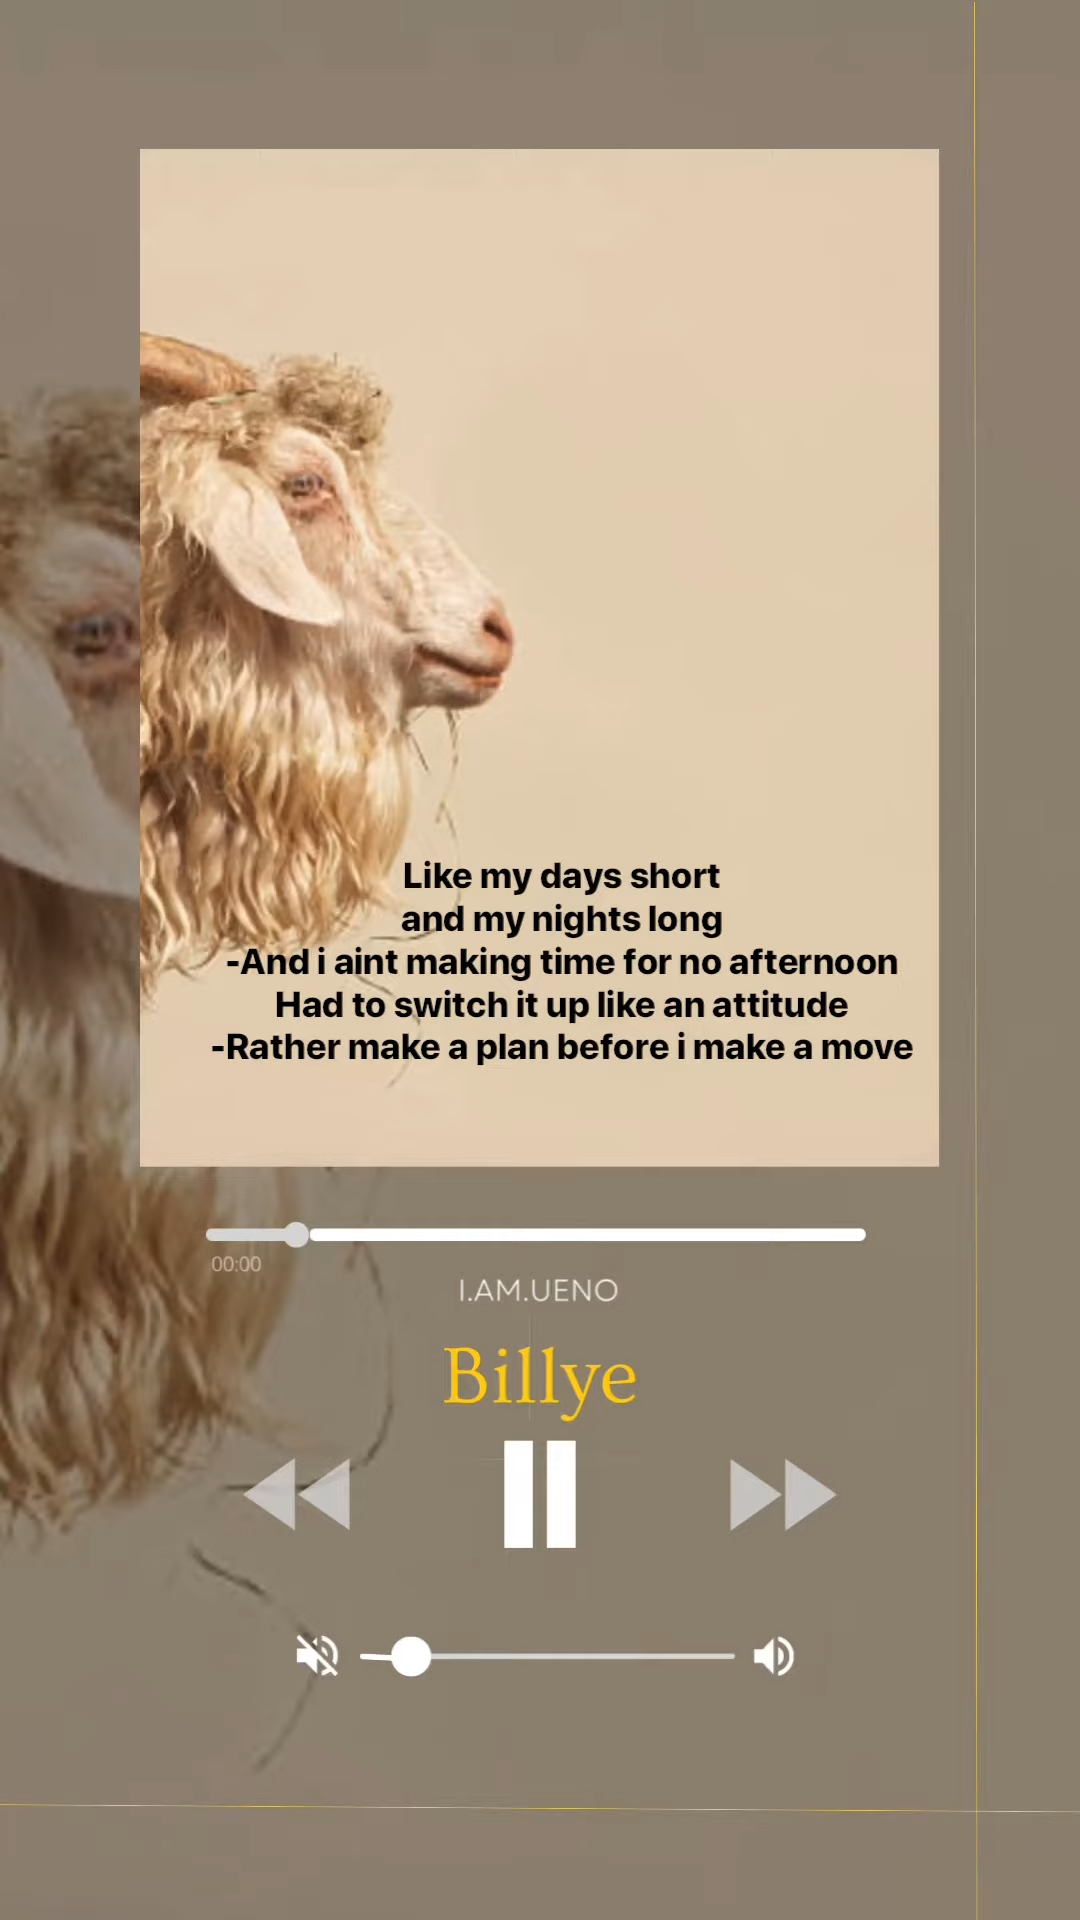 Like my days short
and my nights long
-And i aint making time for no afternoon
Had to switch it up like an attitude
-Rather make a plan before i make a move
00:00
I.AM.UENO
Billye